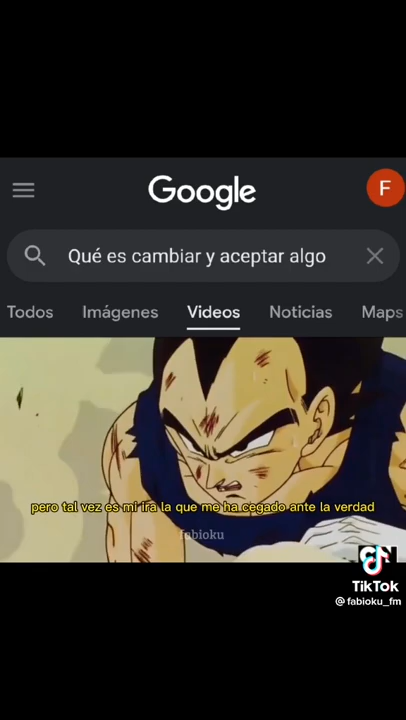 Google
F
Qué es cambiar y aceptar algo
Todos Imágenes Videos Noticias Maps
pero tal vez es mi ira la que me ha cegado ante la verdad
fabioku
CN
TikTok
@fabioku_fm